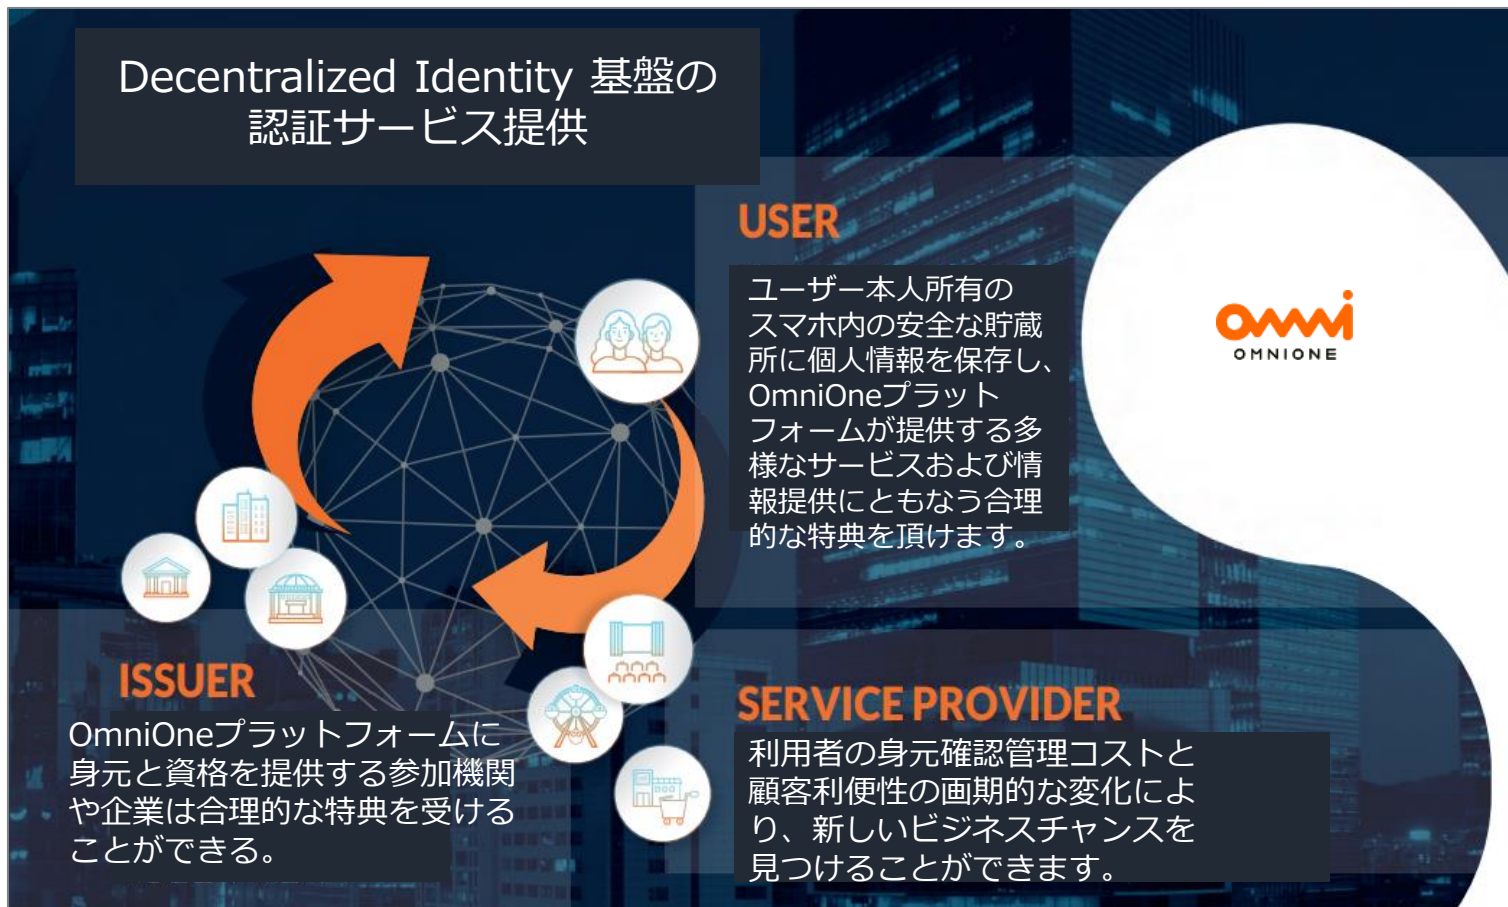 Decentralized Identity 基盤の
認証サービス提供
USER
ユーザー本人所有の
スマホ内の安全な貯蔵
所に個人情報を保存し、
OmniOneプラット
フォームが提供する多
様なサービスおよび情
報提供にともなう合理
的な特典を頂けます。
omni
OMNIONE
ISSUER
OmniOneプラットフォームに
身元と資格を提供する参加機関
や企業は合理的な特典を受ける
ことができる。
SERVICE PROVIDER
利用者の身元確認管理コストと
顧客利便性の画期的な変化によ
り、新しいビジネスチャンスを
見つけることができます。